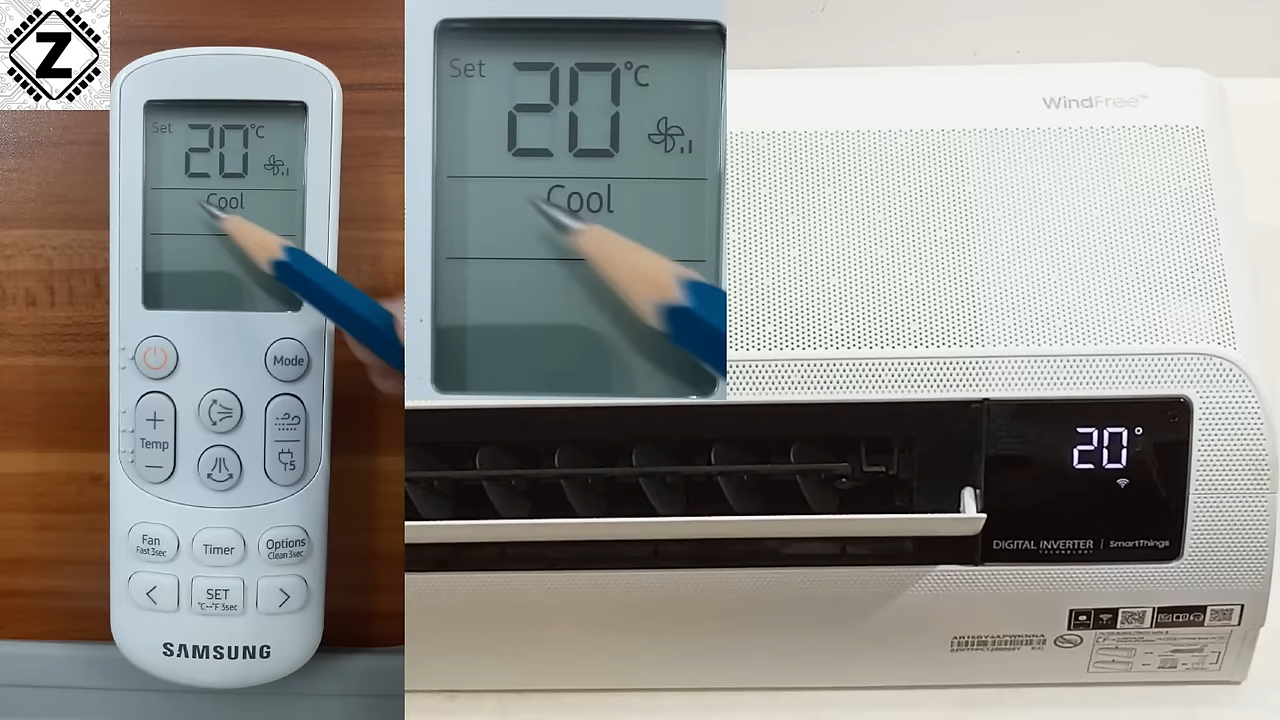 Z
Set
20°C
Cool
Mode
+
Temp
−
T5
Fan
Fast 3sec
Timer
Options
Clean 3sec
<
SET
°C↔°F 3sec
>
SAMSUNG
Set
20°C
Cool
WindFree™
20°
DIGITAL INVERTER | SmartThings
TECHNOLOGY